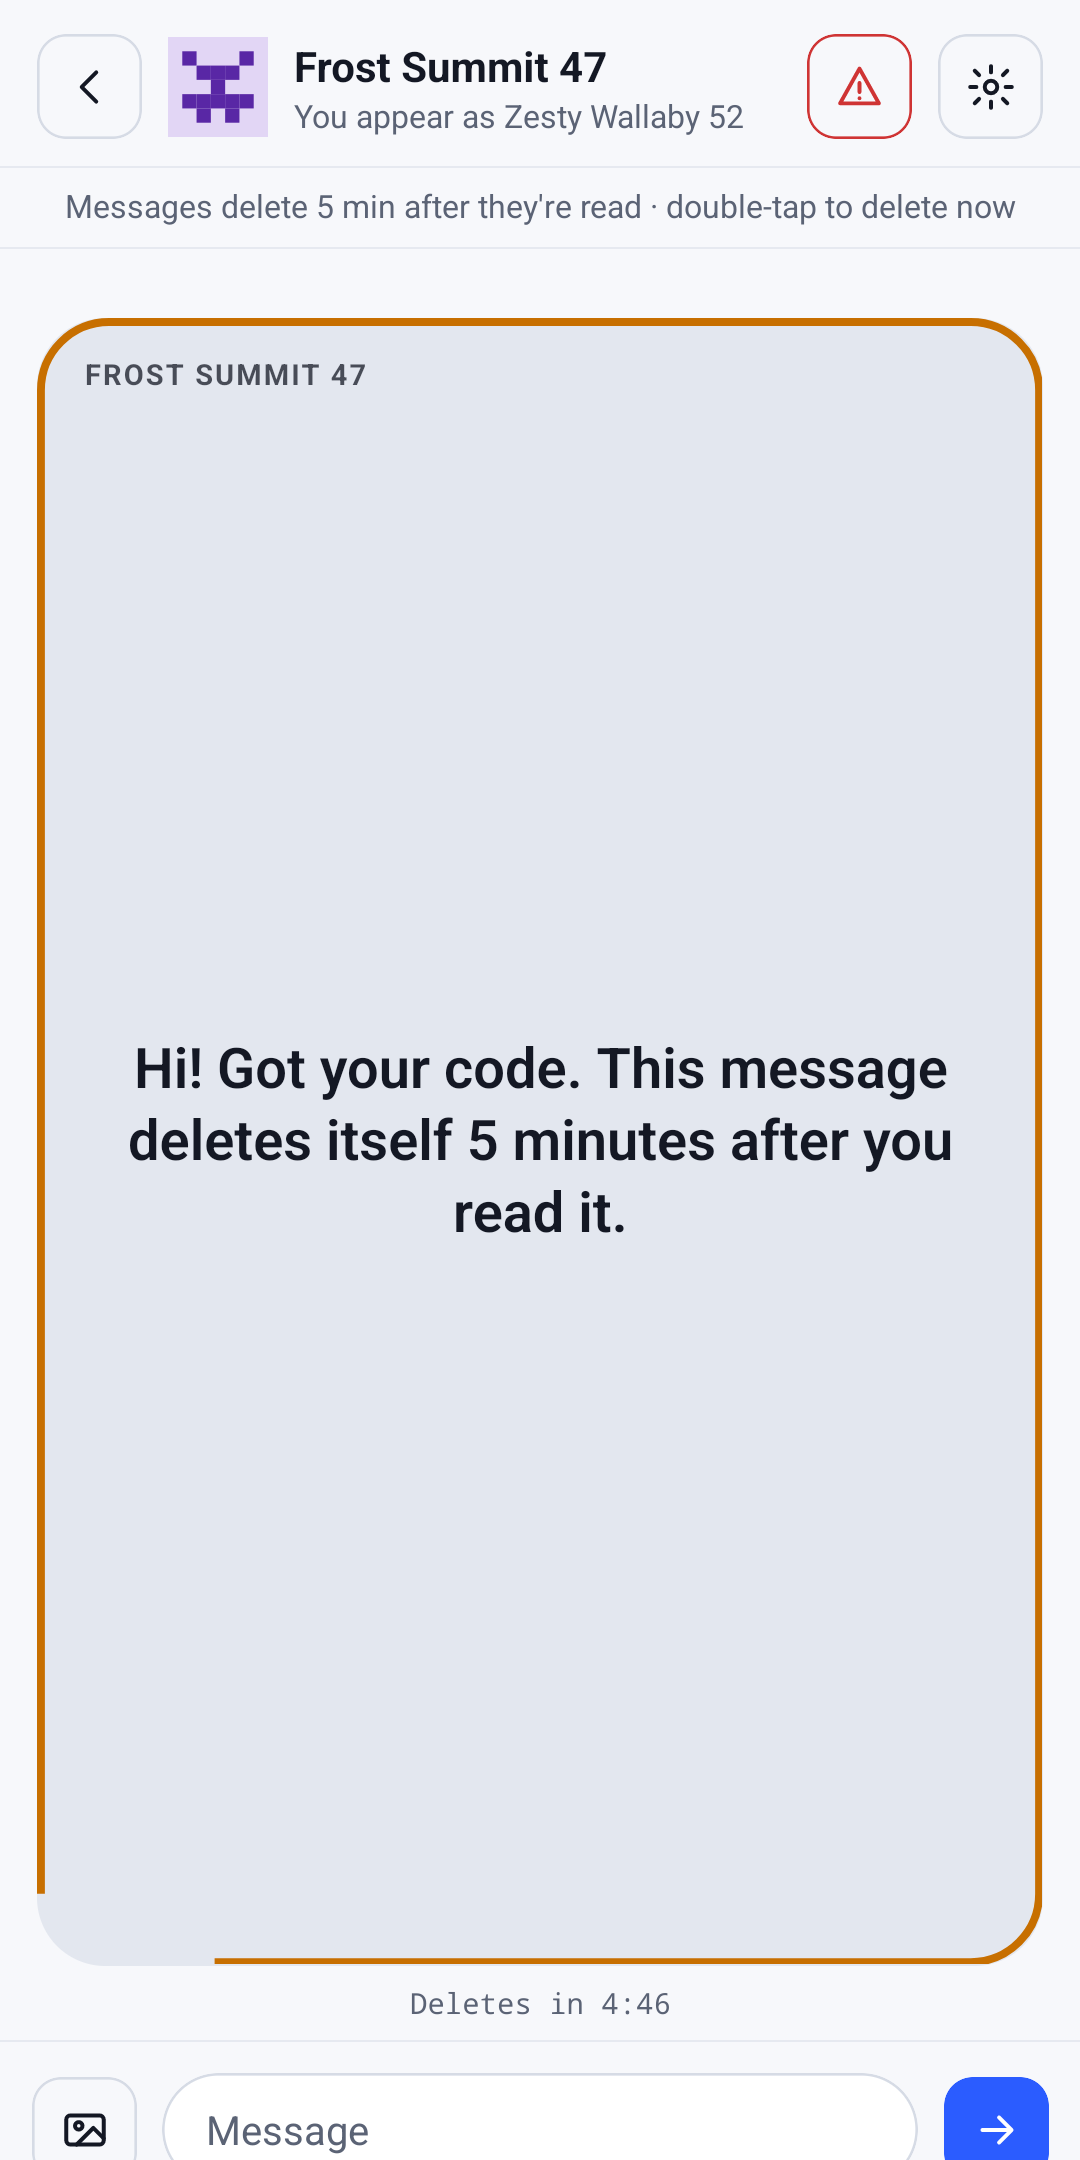 Frost Summit 47
You appear as Zesty Wallaby 52
Messages delete 5 min after they're read · double-tap to delete now
FROST SUMMIT 47
Hi! Got your code. This message
deletes itself 5 minutes after you
read it.
Deletes in 4:46
Message